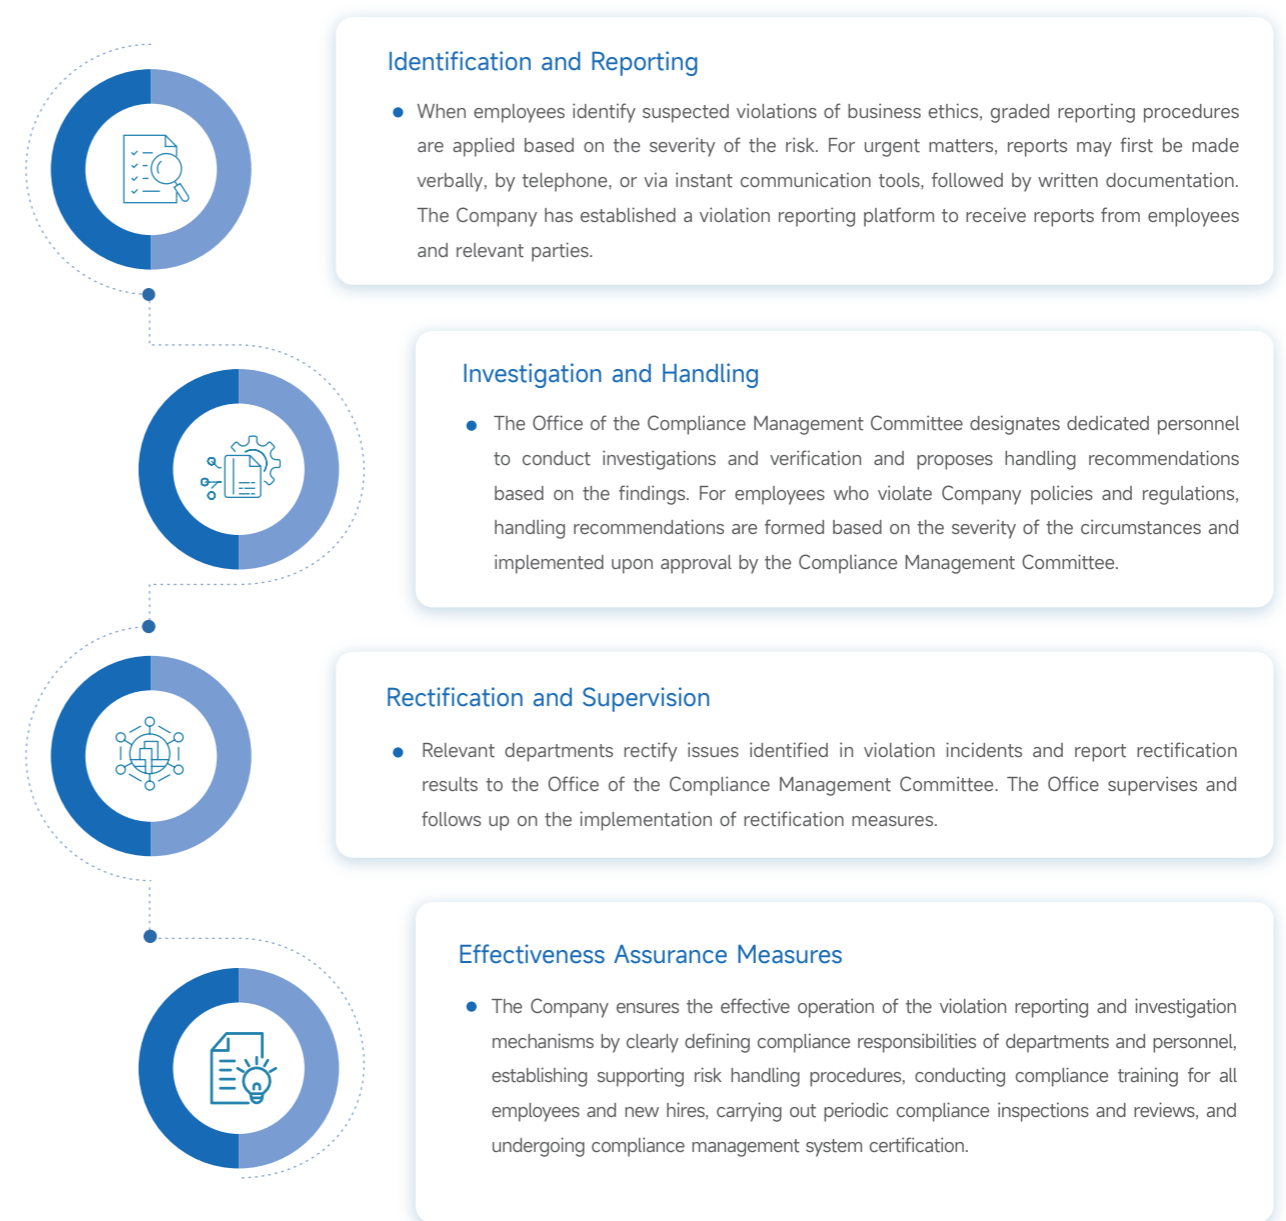 Identification and Reporting
When employees identify suspected violations of business ethics, graded reporting procedures
are applied based on the severity of the risk. For urgent matters, reports may first be made
verbally, by telephone, or via instant communication tools, followed by written documentation.
The Company has established a violation reporting platform to receive reports from employees
and relevant parties.
Investigation and Handling
The Office of the Compliance Management Committee designates dedicated personnel
to conduct investigations and verification and proposes handling recommendations
based on the findings. For employees who violate Company policies and regulations,
handling recommendations are formed based on the severity of the circumstances and
implemented upon approval by the Compliance Management Committee.
Rectification and Supervision
Relevant departments rectify issues identified in violation incidents and report rectification
results to the Office of the Compliance Management Committee. The Office supervises and
follows up on the implementation of rectification measures.
Effectiveness Assurance Measures
The Company ensures the effective operation of the violation reporting and investigation
mechanisms by clearly defining compliance responsibilities of departments and personnel,
establishing supporting risk handling procedures, conducting compliance training for all
employees and new hires, carrying out periodic compliance inspections and reviews, and
undergoing compliance management system certification.